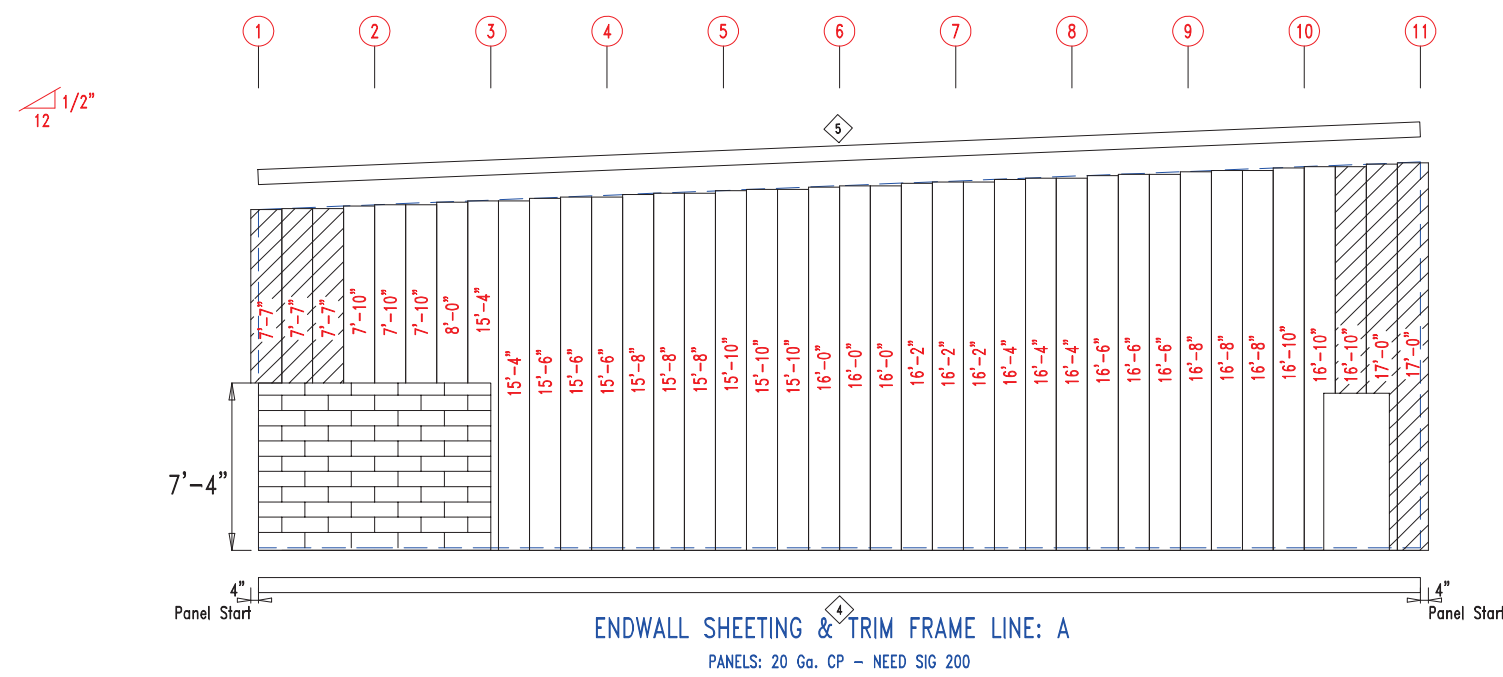 1 2 3 4 5 6 7 8 9 10 11
1/2"
12
5
7'-7" 7'-7" 7'-7" 7'-10" 7'-10" 7'-10" 8'-0" 15'-4"
15'-4" 15'-6" 15'-6" 15'-6" 15'-8" 15'-8" 15'-8" 15'-10" 15'-10" 15'-10" 16'-0" 16'-0" 16'-0" 16'-2" 16'-2" 16'-2" 16'-4" 16'-4" 16'-4" 16'-6" 16'-6" 16'-6" 16'-8" 16'-8" 16'-8" 16'-10" 16'-10" 16'-10" 17'-0" 17'-0"
7'-4"
4" 4"
Panel Start Panel Start
4
ENDWALL SHEETING & TRIM FRAME LINE: A
PANELS: 20 Ga. CP - NEED SIG 200